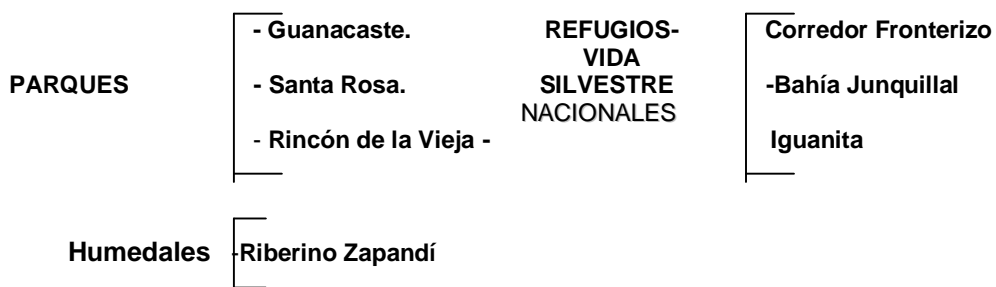 PARQUES
- Guanacaste.
- Santa Rosa.
- Rincón de la Vieja -
REFUGIOS-
VIDA
SILVESTRE
NACIONALES
Corredor Fronterizo
-Bahía Junquillal
Iguanita
Humedales
-Riberino Zapandí